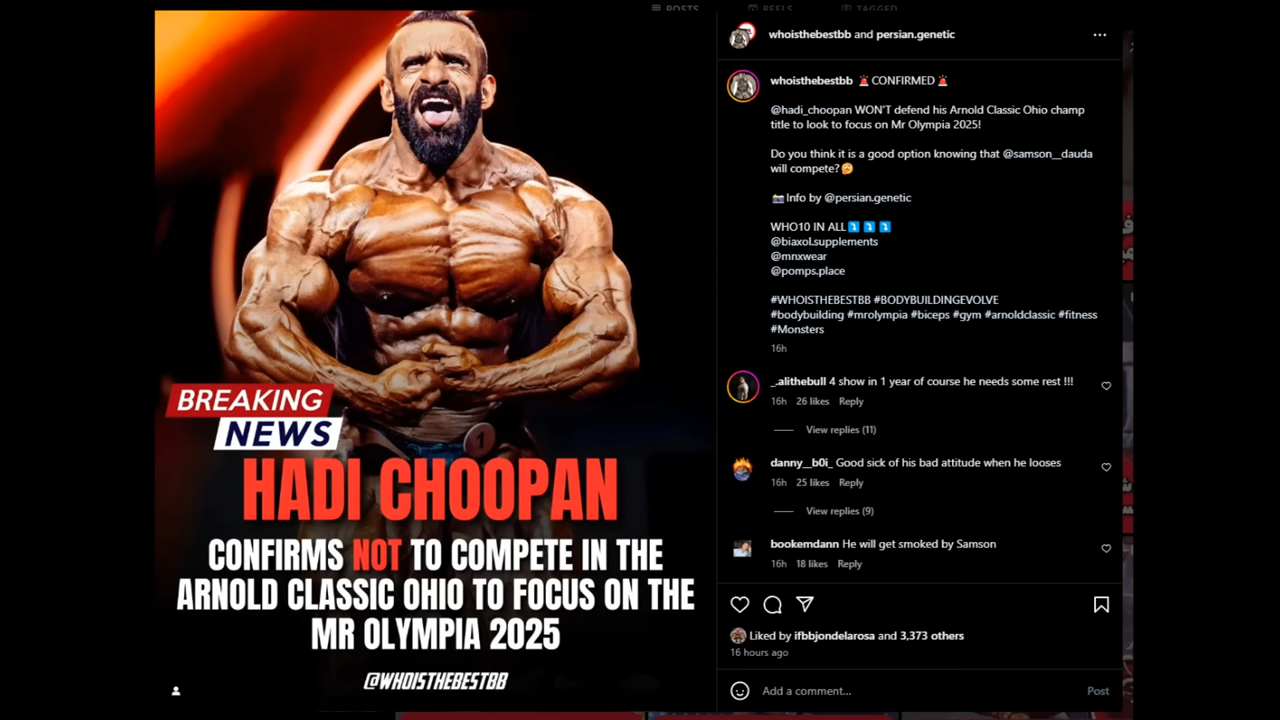 POSTS REELS TAGGED
BREAKING
NEWS
HADI CHOOPAN
CONFIRMS NOT TO COMPETE IN THE
ARNOLD CLASSIC OHIO TO FOCUS ON THE
MR OLYMPIA 2025
@WHOISTHEBESTBB
1
whoisthebestbb and persian.genetic
whoisthebestbb 🚨 CONFIRMED 🚨
@hadi_choopan WON'T defend his Arnold Classic Ohio champ
title to look to focus on Mr Olympia 2025!
Do you think it is a good option knowing that @samson__dauda
will compete?🤔
📸Info by @persian.genetic
WHO10 IN ALL⤵️⤵️⤵️
@biaxol.supplements
@mnxwear
@pomps.place
#WHOISTHEBESTBB #BODYBUILDINGEVOLVE
#bodybuilding #mrolympia #biceps #gym #arnoldclassic #fitness
#Monsters
16h
_.alithebull 4 show in 1 year of course he needs some rest !!!
16h 26 likes Reply
View replies (11)
danny__b0i_ Good sick of his bad attitude when he looses
16h 25 likes Reply
View replies (9)
bookemdann He will get smoked by Samson
16h 18 likes Reply
Liked by ifbbjondelarosa and 3,373 others
16 hours ago
Add a comment...
Post